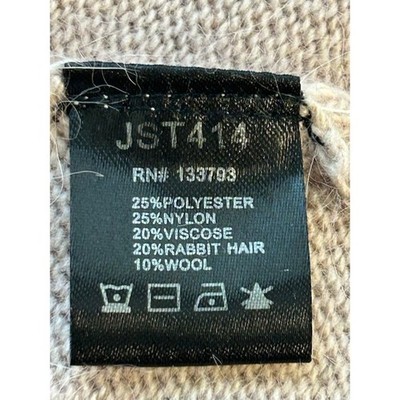 JST414
RN# 133793
25%POLYESTER
25%NYLON
20%VISCOSE
20%RABBIT HAIR
10%WOOL